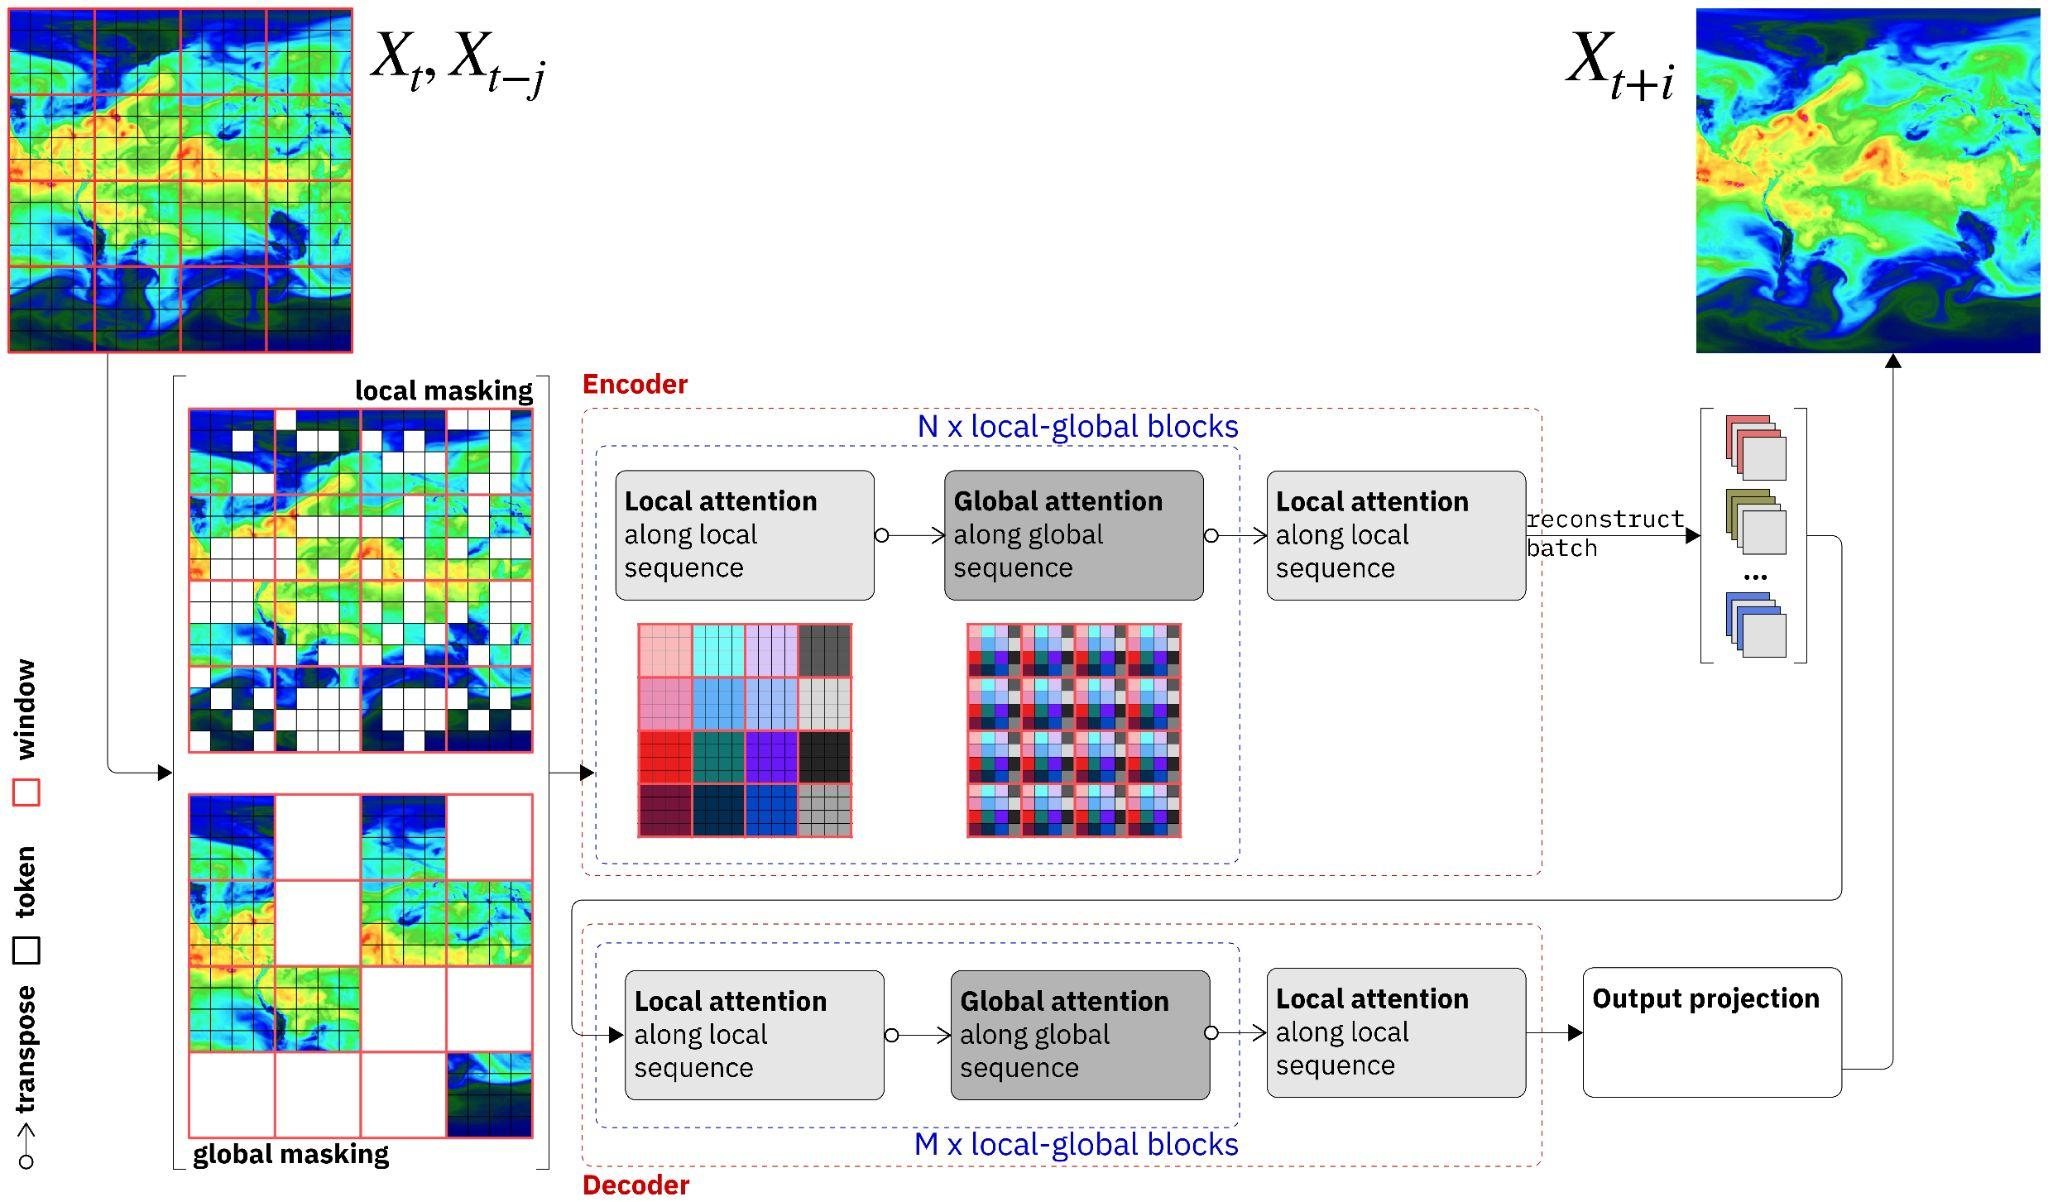 X_t, X_{t−j}
X_{t+i}
local masking
Encoder
N x local-global blocks
Local attention
along local
sequence
Global attention
along global
sequence
Local attention
along local
sequence
reconstruct
batch
...
window
token
transpose
global masking
Local attention
along local
sequence
Global attention
along global
sequence
Local attention
along local
sequence
Output projection
M x local-global blocks
Decoder